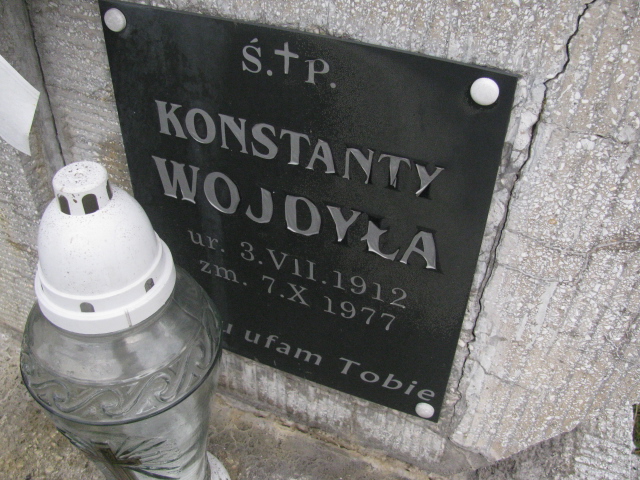 Ś.†P.
KONSTANTY
WOJDYŁA
ur. 3.VII.1912
zm. 7.X 1977
ufam Tobie